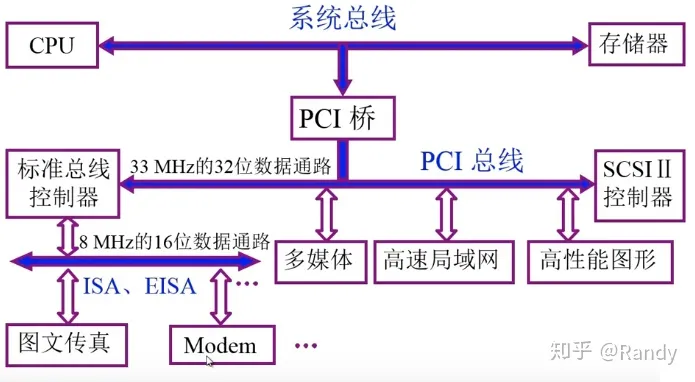 系统总线
CPU
存储器
PCI 桥
标准总线
控制器
33 MHz的32位数据通路
PCI 总线
SCSI II
控制器
8 MHz的16位数据通路
多媒体
高速局域网
高性能图形
ISA、EISA
...
图文传真
Modem
...
知乎 @Randy